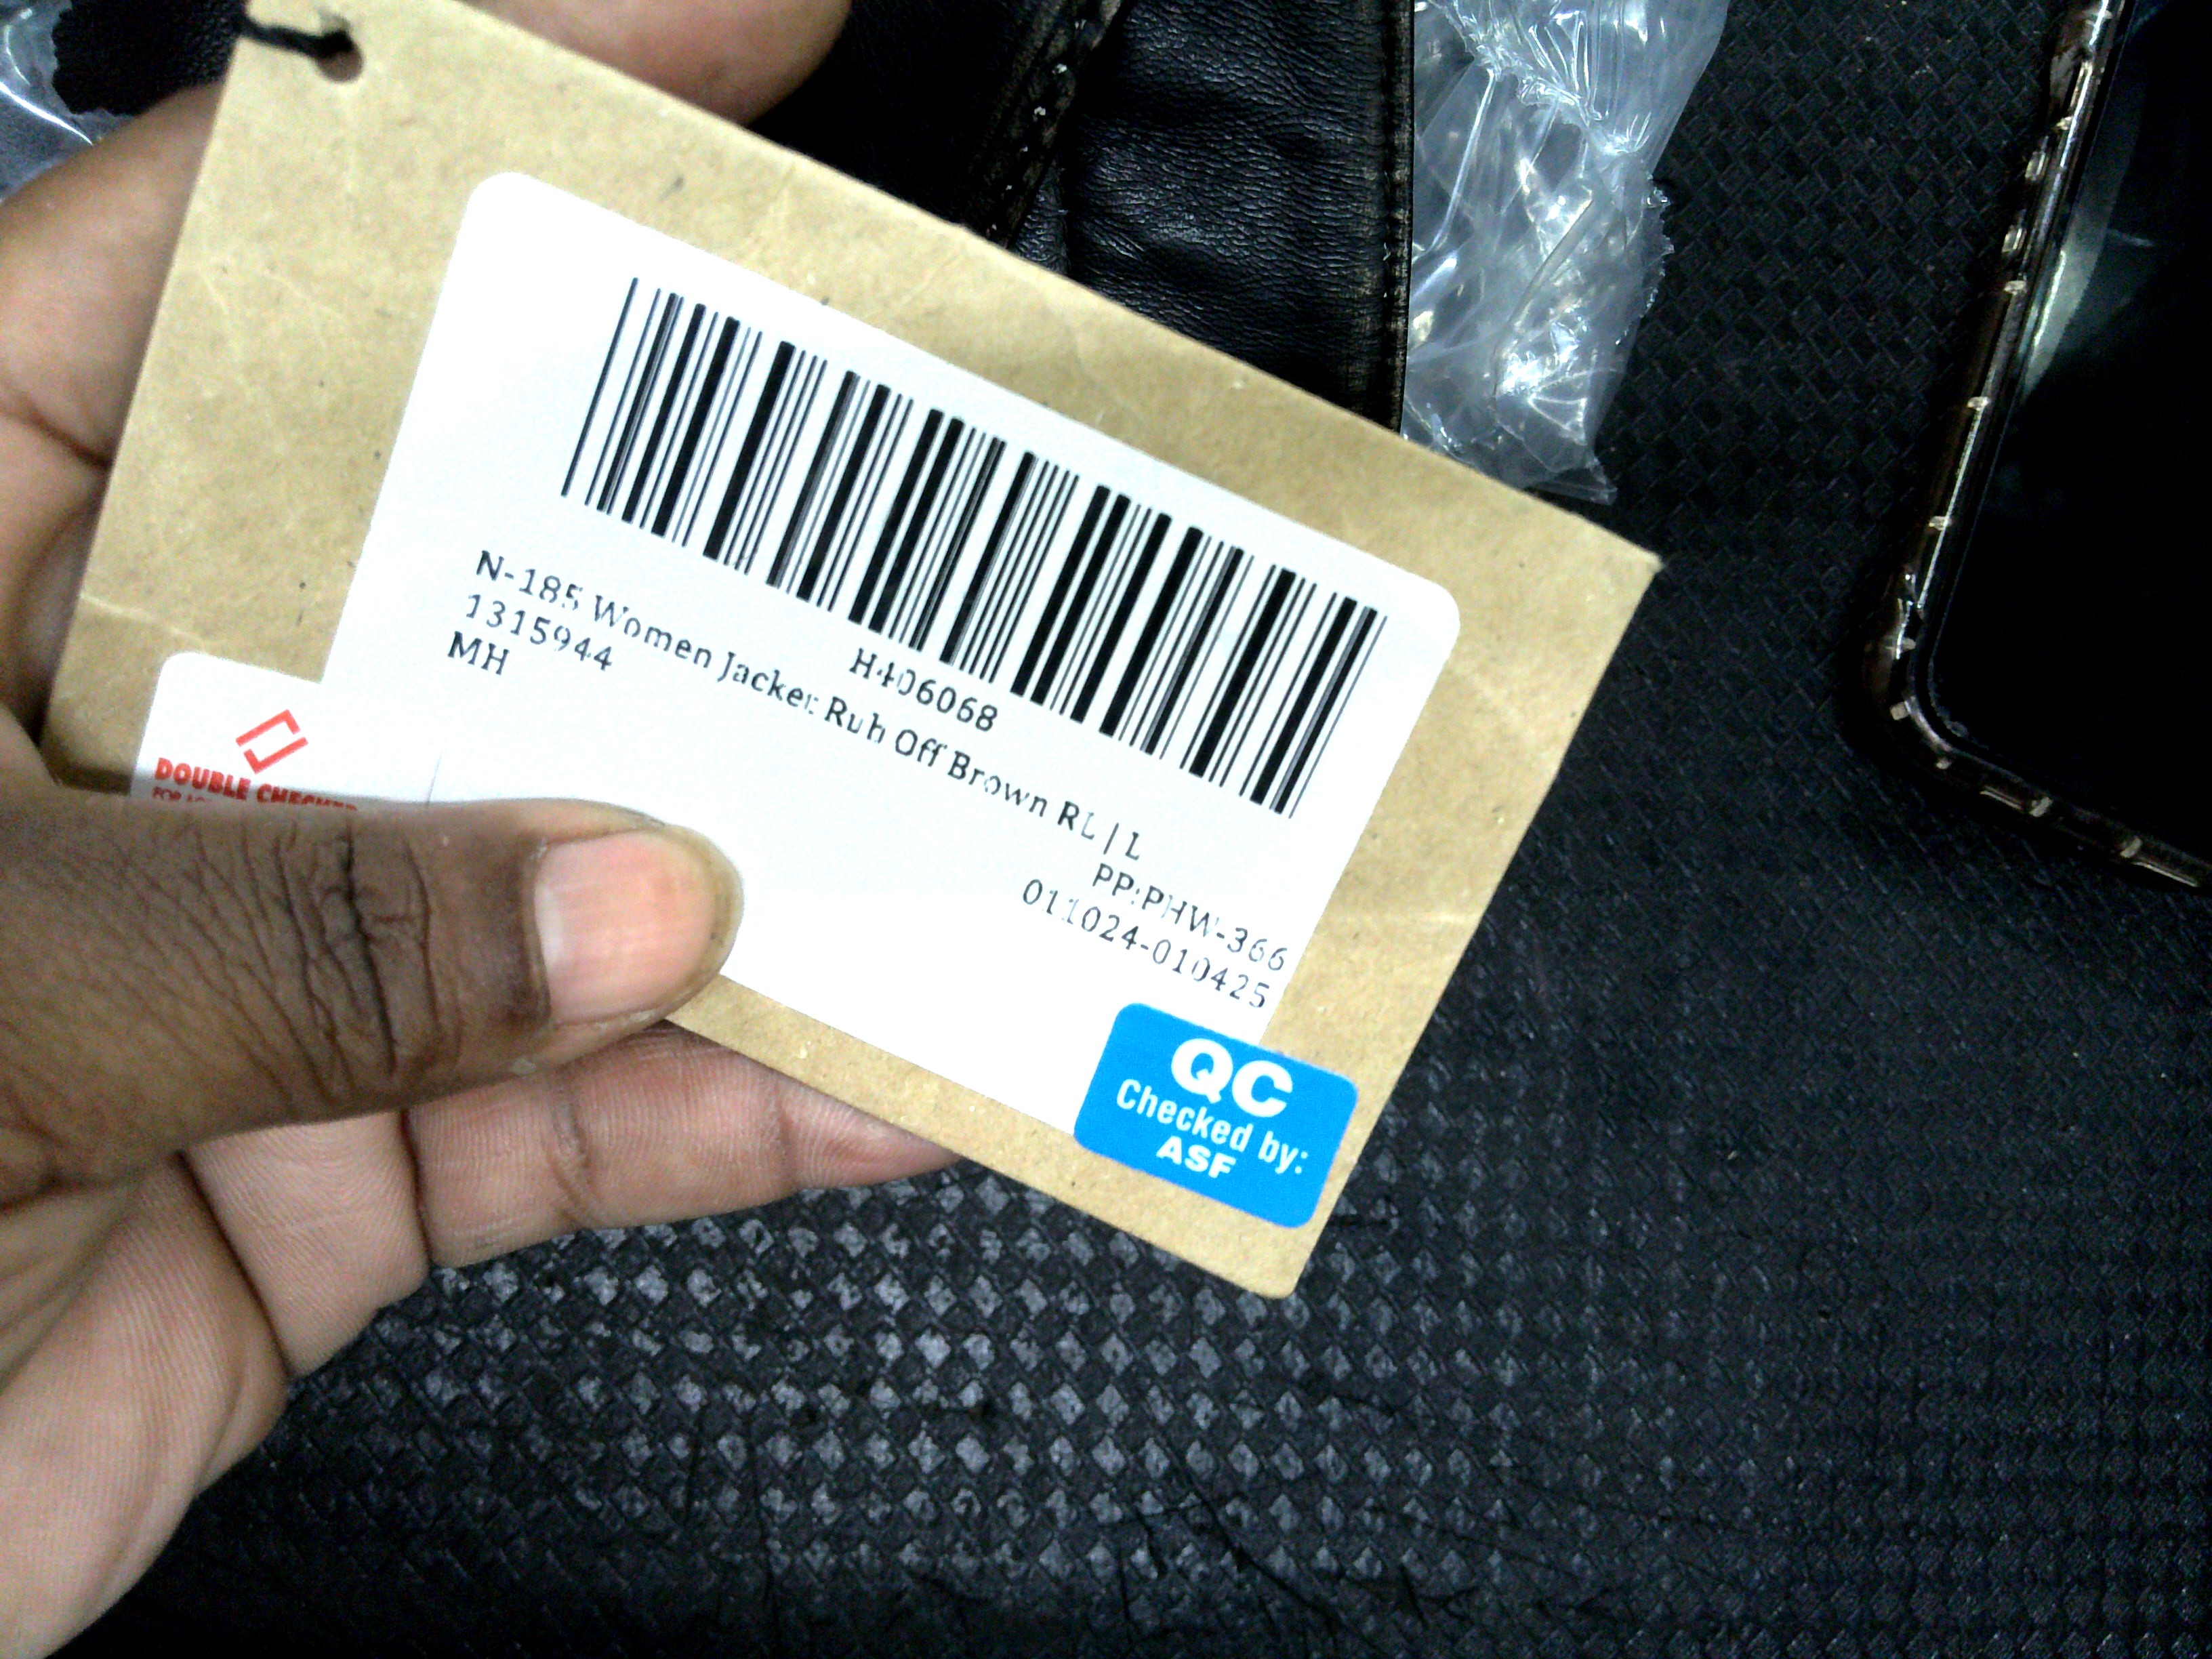 H406068
N-185 Women Jacket Rub Off Brown RL | L
1315944
MH
PP:PHW-366
011024-010425
DOUBLE CHECKED
FOR
QC
Checked by:
ASF